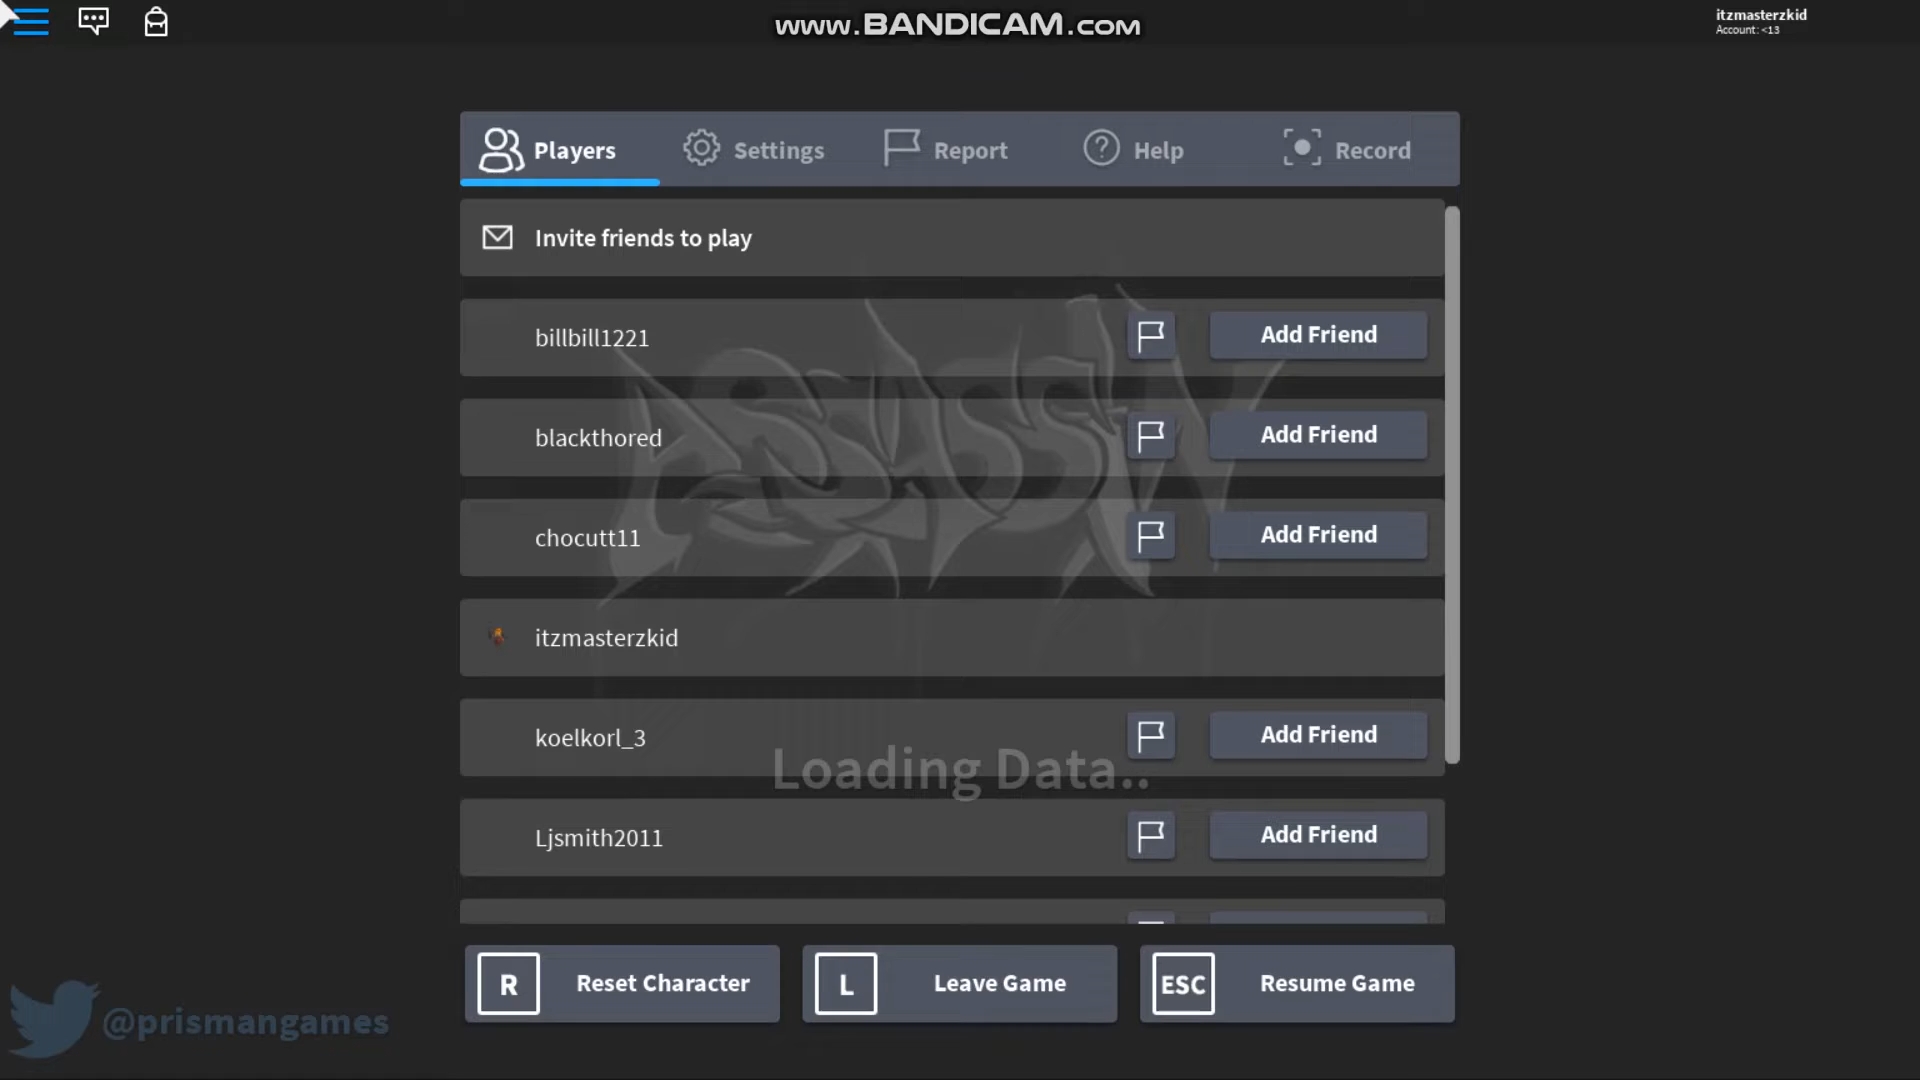 www.BANDICAM.com
itzmasterzkid
Account: <13
Players
Settings
Report
Help
Record
Invite friends to play
billbill1221
Add Friend
blackthored
Add Friend
ASSASSIN
chocutt11
Add Friend
itzmasterzkid
koelkorl_3
Add Friend
Loading Data..
Ljsmith2011
Add Friend
R
Reset Character
L
Leave Game
ESC
Resume Game
@prismangames